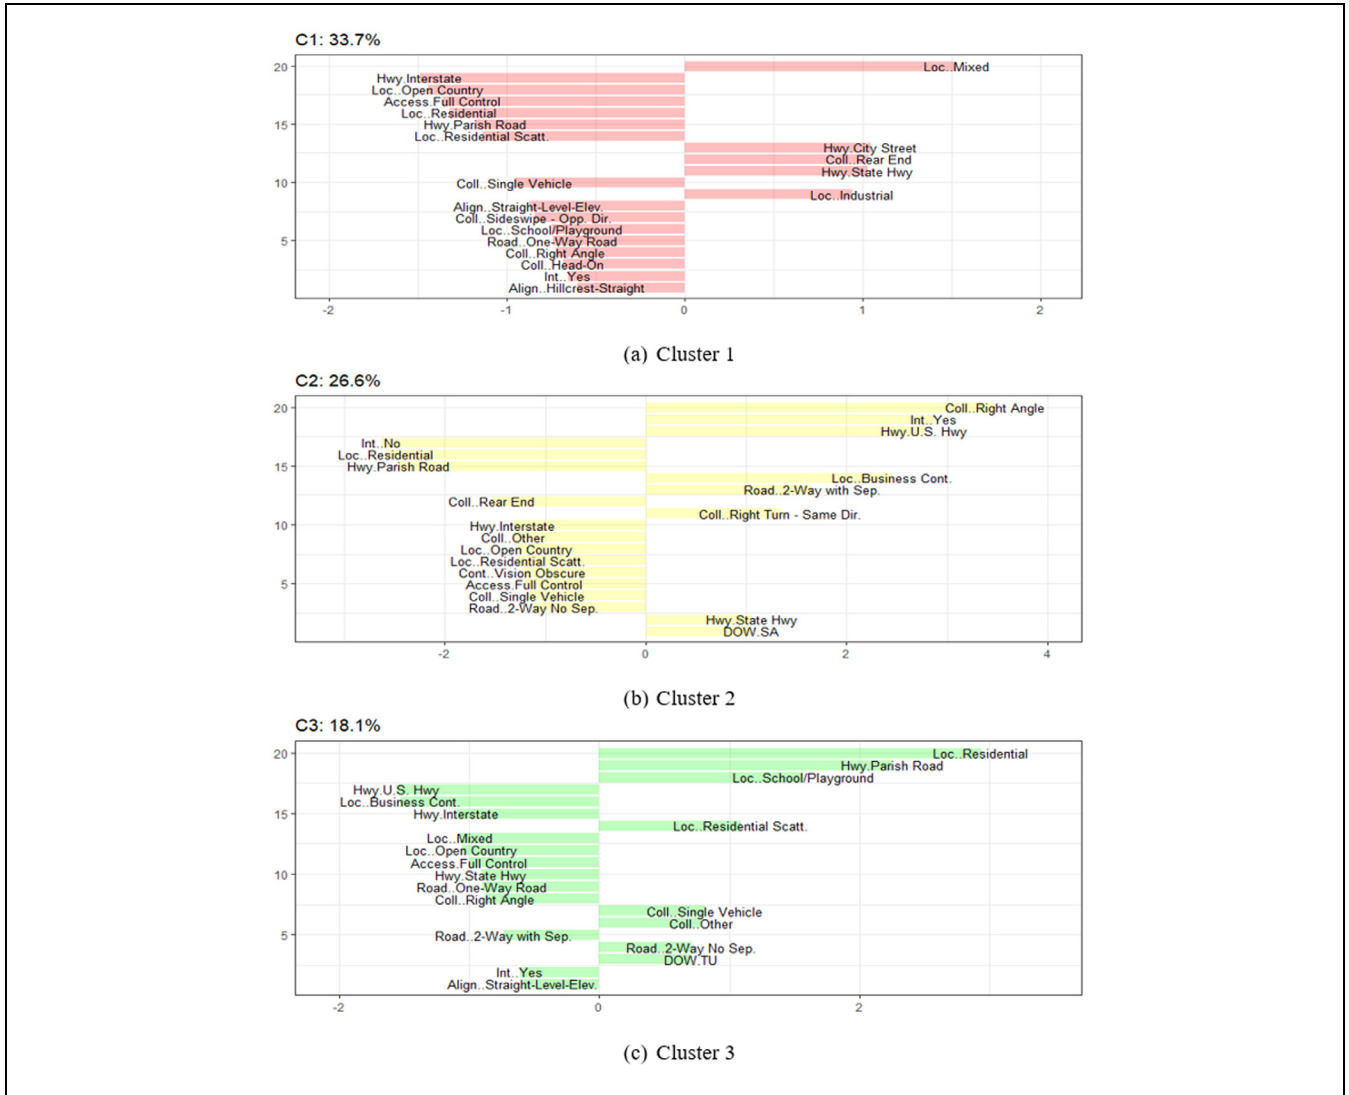 C1: 33.7%
20
Loc..Mixed
Hwy.Interstate
Loc..Open Country
Access.Full Control
Loc..Residential
15
Hwy.Parish Road
Loc..Residential Scatt.
Hwy.City Street
Coll..Rear End
Hwy.State Hwy
10
Coll..Single Vehicle
Loc..Industrial
Align..Straight-Level-Elev.
Coll..Sideswipe - Opp. Dir.
Loc..School/Playground
5
Road..One-Way Road
Coll..Right Angle
Coll..Head-On
Int..Yes
Align..Hillcrest-Straight
-2 -1 0 1 2
(a) Cluster 1
C2: 26.6%
20
Coll..Right Angle
Int..Yes
Hwy.U.S. Hwy
Int..No
Loc..Residential
15
Hwy.Parish Road
Loc..Business Cont.
Road..2-Way with Sep.
Coll..Rear End
Coll..Right Turn - Same Dir.
10
Hwy.Interstate
Coll..Other
Loc..Open Country
Loc..Residential Scatt.
Cont..Vision Obscure
5
Access.Full Control
Coll..Single Vehicle
Road..2-Way No Sep.
Hwy.State Hwy
DOW.SA
-2 0 2 4
(b) Cluster 2
C3: 18.1%
20
Loc..Residential
Hwy.Parish Road
Loc..School/Playground
Hwy.U.S. Hwy
Loc..Business Cont.
15
Hwy.Interstate
Loc..Residential Scatt.
Loc..Mixed
Loc..Open Country
Access.Full Control
10
Hwy.State Hwy
Road..One-Way Road
Coll..Right Angle
Coll..Single Vehicle
Coll..Other
5
Road..2-Way with Sep.
Road..2-Way No Sep.
DOW.TU
Int..Yes
Align..Straight-Level-Elev.
-2 0 2
(c) Cluster 3